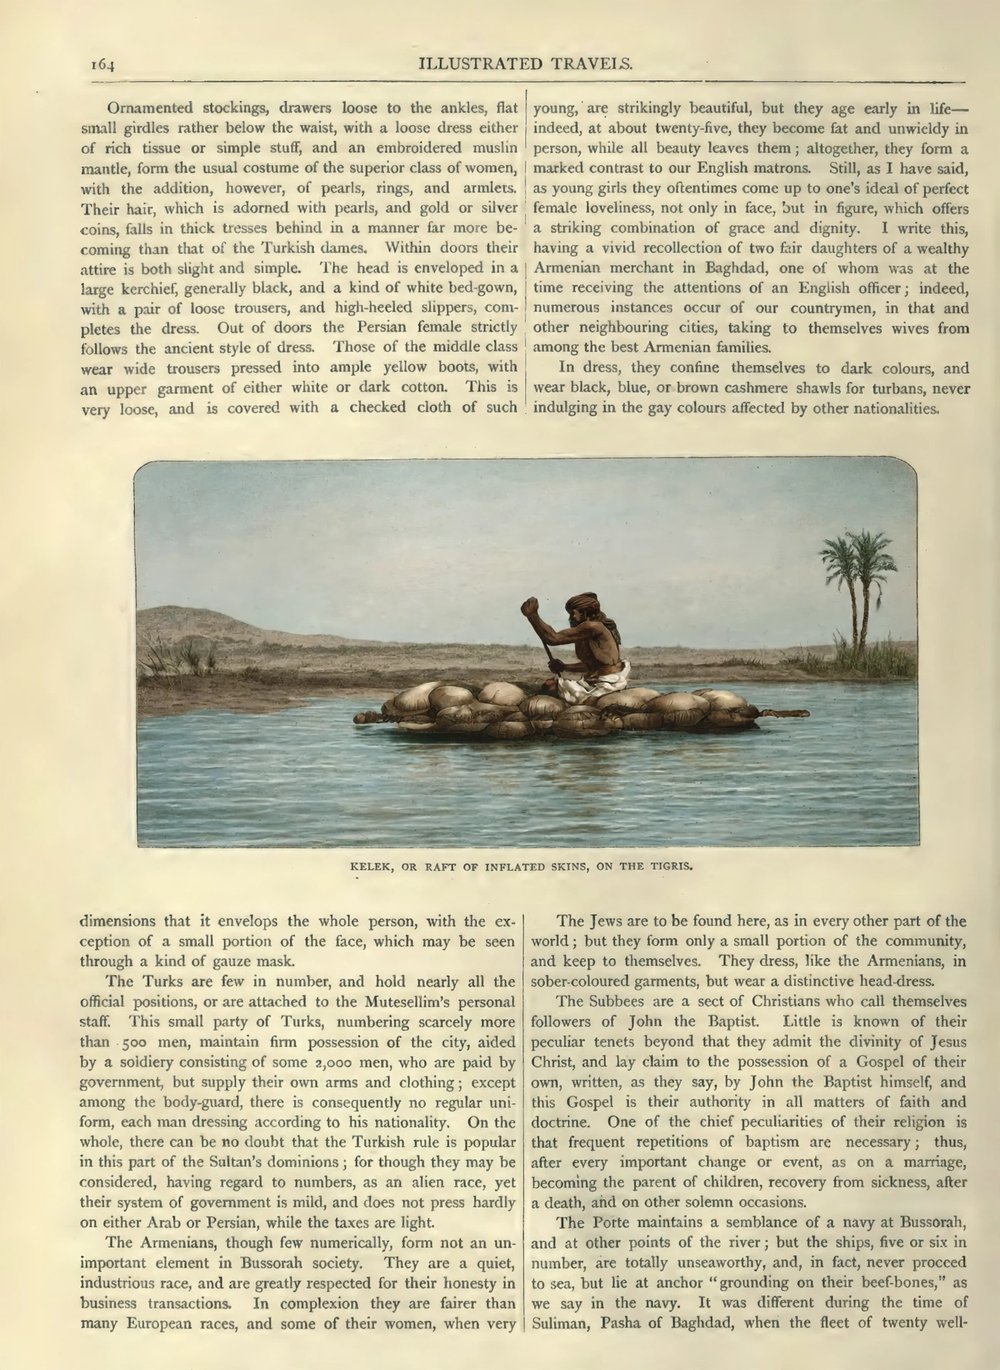 164
ILLUSTRATED TRAVELS.
Ornamented stockings, drawers loose to the ankles, flat
small girdles rather below the waist, with a loose dress either
of rich tissue or simple stuff, and an embroidered muslin
mantle, form the usual costume of the superior class of women,
with the addition, however, of pearls, rings, and armlets.
Their hair, which is adorned with pearls, and gold or silver
coins, falls in thick tresses behind in a manner far more be-
coming than that of the Turkish dames. Within doors their
attire is both slight and simple. The head is enveloped in a
large kerchief, generally black, and a kind of white bed-gown,
with a pair of loose trousers, and high-heeled slippers, com-
pletes the dress. Out of doors the Persian female strictly
follows the ancient style of dress. Those of the middle class
wear wide trousers pressed into ample yellow boots, with
an upper garment of either white or dark cotton. This is
very loose, and is covered with a checked cloth of such
young, are strikingly beautiful, but they age early in life—
indeed, at about twenty-five, they become fat and unwieldy in
person, while all beauty leaves them; altogether, they form a
marked contrast to our English matrons. Still, as I have said,
as young girls they oftentimes come up to one's ideal of perfect
female loveliness, not only in face, but in figure, which offers
a striking combination of grace and dignity. I write this,
having a vivid recollection of two fair daughters of a wealthy
Armenian merchant in Baghdad, one of whom was at the
time receiving the attentions of an English officer; indeed,
numerous instances occur of our countrymen, in that and
other neighbouring cities, taking to themselves wives from
among the best Armenian families.
In dress, they confine themselves to dark colours, and
wear black, blue, or brown cashmere shawls for turbans, never
indulging in the gay colours affected by other nationalities.
KELEK, OR RAFT OF INFLATED SKINS, ON THE TIGRIS.
dimensions that it envelops the whole person, with the ex-
ception of a small portion of the face, which may be seen
through a kind of gauze mask.
The Turks are few in number, and hold nearly all the
official positions, or are attached to the Mutesellim's personal
staff. This small party of Turks, numbering scarcely more
than 500 men, maintain firm possession of the city, aided
by a soldiery consisting of some 2,000 men, who are paid by
government, but supply their own arms and clothing; except
among the body-guard, there is consequently no regular uni-
form, each man dressing according to his nationality. On the
whole, there can be no doubt that the Turkish rule is popular
in this part of the Sultan's dominions; for though they may be
considered, having regard to numbers, as an alien race, yet
their system of government is mild, and does not press hardly
on either Arab or Persian, while the taxes are light.
The Armenians, though few numerically, form not an un-
important element in Bussorah society. They are a quiet,
industrious race, and are greatly respected for their honesty in
business transactions. In complexion they are fairer than
many European races, and some of their women, when very
The Jews are to be found here, as in every other part of the
world; but they form only a small portion of the community,
and keep to themselves. They dress, like the Armenians, in
sober-coloured garments, but wear a distinctive head-dress.
The Subbees are a sect of Christians who call themselves
followers of John the Baptist. Little is known of their
peculiar tenets beyond that they admit the divinity of Jesus
Christ, and lay claim to the possession of a Gospel of their
own, written, as they say, by John the Baptist himself, and
this Gospel is their authority in all matters of faith and
doctrine. One of the chief peculiarities of their religion is
that frequent repetitions of baptism are necessary; thus,
after every important change or event, as on a marriage,
becoming the parent of children, recovery from sickness, after
a death, and on other solemn occasions.
The Porte maintains a semblance of a navy at Bussorah,
and at other points of the river; but the ships, five or six in
number, are totally unseaworthy, and, in fact, never proceed
to sea, but lie at anchor "grounding on their beef-bones," as
we say in the navy. It was different during the time of
Suliman, Pasha of Baghdad, when the fleet of twenty well-